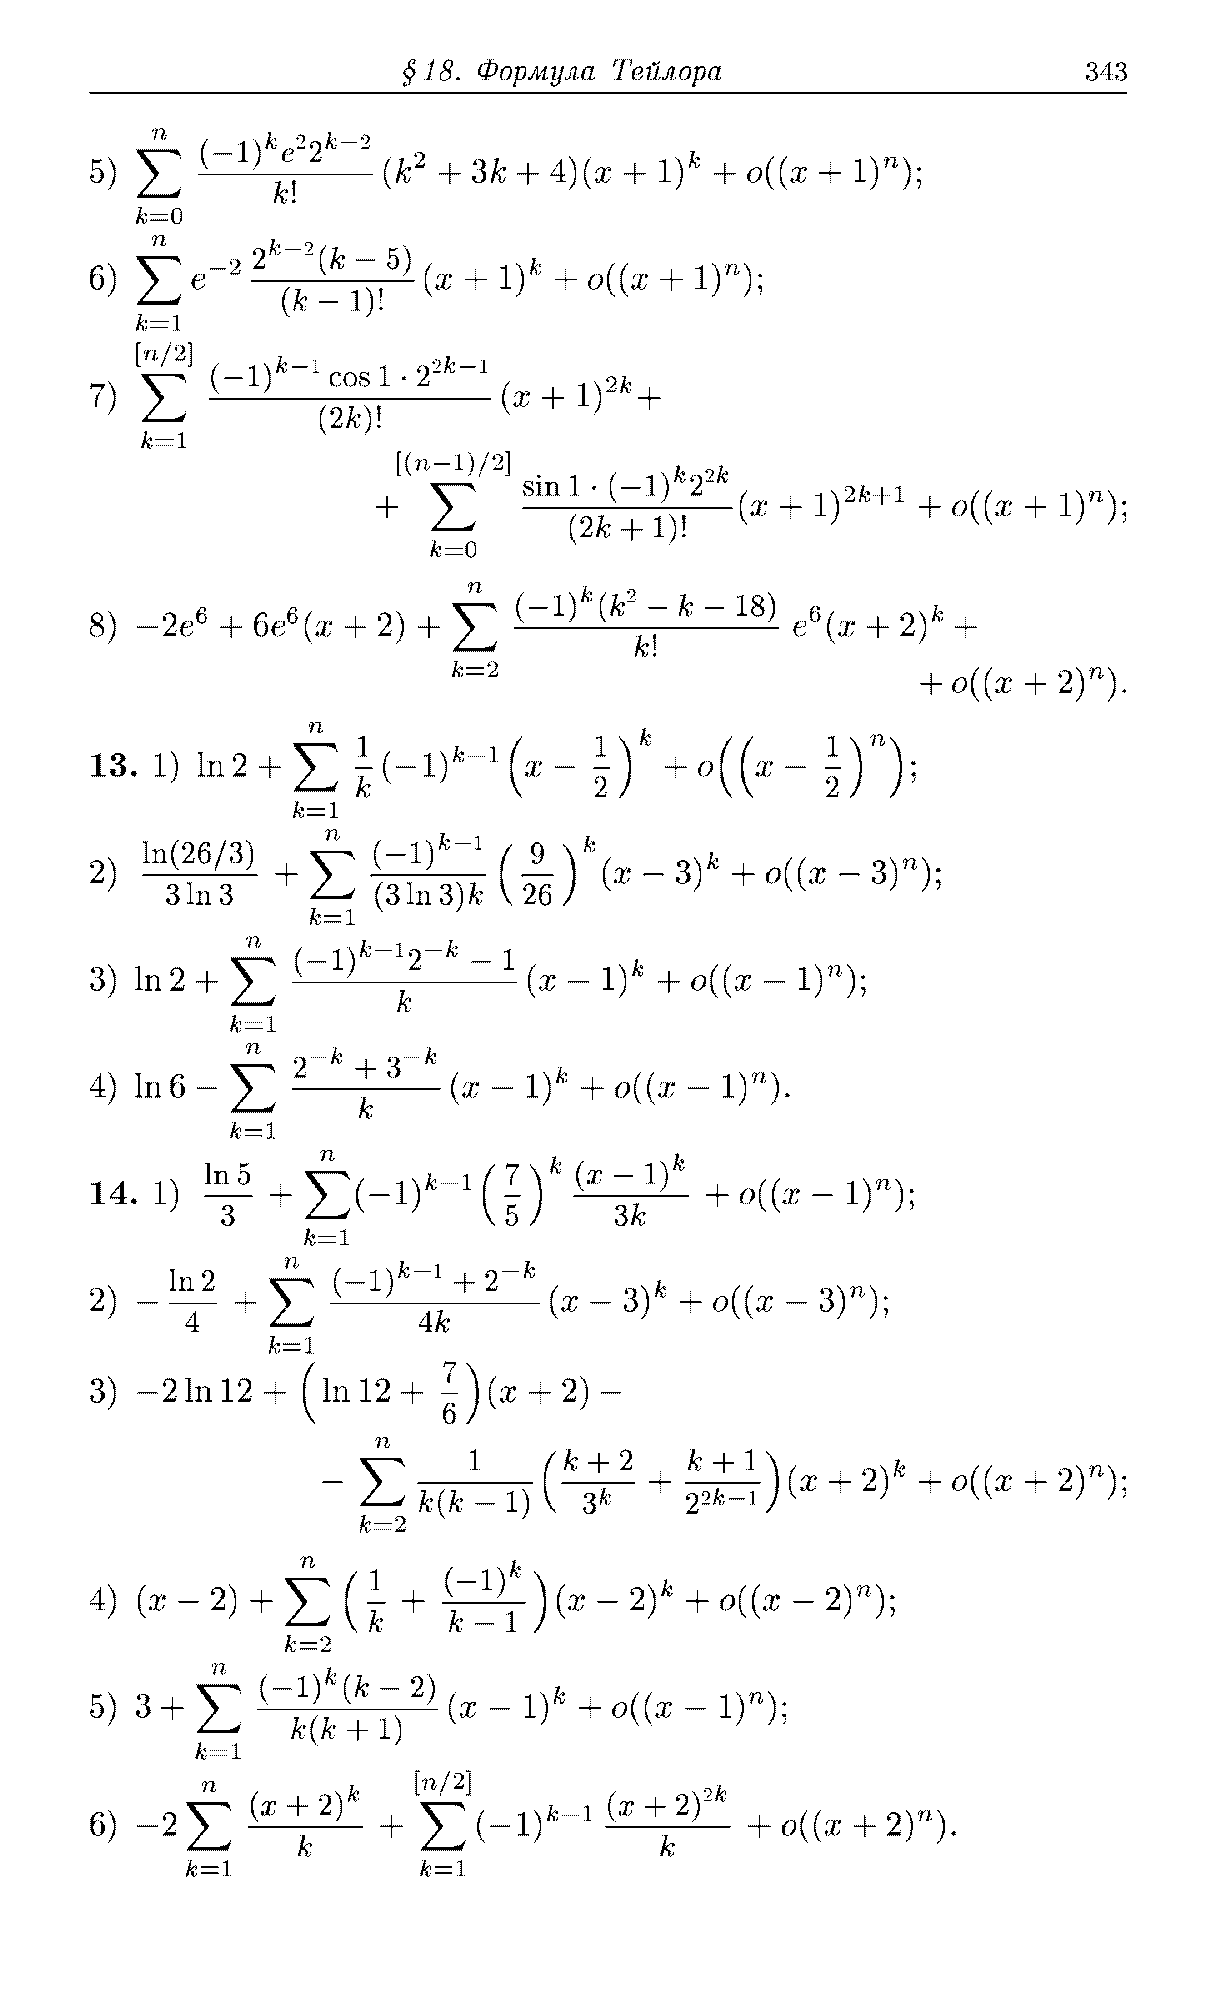 § 18. Формула Тейлора 343
5) $\sum_{k=0}^{n} \frac{(-1)^k e^2 2^{k-2}}{k!}(k^2 + 3k + 4)(x + 1)^k + o((x + 1)^n);$
6) $\sum_{k=1}^{n} e^{-2} \frac{2^{k-2}(k - 5)}{(k - 1)!}(x + 1)^k + o((x + 1)^n);$
7) $\sum_{k=1}^{[n/2]} \frac{(-1)^{k-1} \cos 1 \cdot 2^{2k-1}}{(2k)!}(x + 1)^{2k} +$
$+ \sum_{k=0}^{[(n-1)/2]} \frac{\sin 1 \cdot (-1)^k 2^{2k}}{(2k + 1)!}(x + 1)^{2k+1} + o((x + 1)^n);$
8) $-2e^6 + 6e^6(x + 2) + \sum_{k=2}^{n} \frac{(-1)^k(k^2 - k - 18)}{k!} e^6(x + 2)^k +$
$+ o((x + 2)^n).$
13. 1) $\ln 2 + \sum_{k=1}^{n} \frac{1}{k}(-1)^{k-1}\left(x - \frac{1}{2}\right)^k + o\left(\left(x - \frac{1}{2}\right)^n\right);$
2) $\frac{\ln(26/3)}{3 \ln 3} + \sum_{k=1}^{n} \frac{(-1)^{k-1}}{(3 \ln 3)k}\left(\frac{9}{26}\right)^k(x - 3)^k + o((x - 3)^n);$
3) $\ln 2 + \sum_{k=1}^{n} \frac{(-1)^{k-1}2^{-k} - 1}{k}(x - 1)^k + o((x - 1)^n);$
4) $\ln 6 - \sum_{k=1}^{n} \frac{2^{-k} + 3^{-k}}{k}(x - 1)^k + o((x - 1)^n).$
14. 1) $\frac{\ln 5}{3} + \sum_{k=1}^{n}(-1)^{k-1}\left(\frac{7}{5}\right)^k \frac{(x - 1)^k}{3k} + o((x - 1)^n);$
2) $-\frac{\ln 2}{4} + \sum_{k=1}^{n} \frac{(-1)^{k-1} + 2^{-k}}{4k}(x - 3)^k + o((x - 3)^n);$
3) $-2 \ln 12 + \left(\ln 12 + \frac{7}{6}\right)(x + 2) -$
$- \sum_{k=2}^{n} \frac{1}{k(k - 1)}\left(\frac{k + 2}{3^k} + \frac{k + 1}{2^{2k-1}}\right)(x + 2)^k + o((x + 2)^n);$
4) $(x - 2) + \sum_{k=2}^{n}\left(\frac{1}{k} + \frac{(-1)^k}{k - 1}\right)(x - 2)^k + o((x - 2)^n);$
5) $3 + \sum_{k=1}^{n} \frac{(-1)^k(k - 2)}{k(k + 1)}(x - 1)^k + o((x - 1)^n);$
6) $-2 \sum_{k=1}^{n} \frac{(x + 2)^k}{k} + \sum_{k=1}^{[n/2]}(-1)^{k-1}\frac{(x + 2)^{2k}}{k} + o((x + 2)^n).$